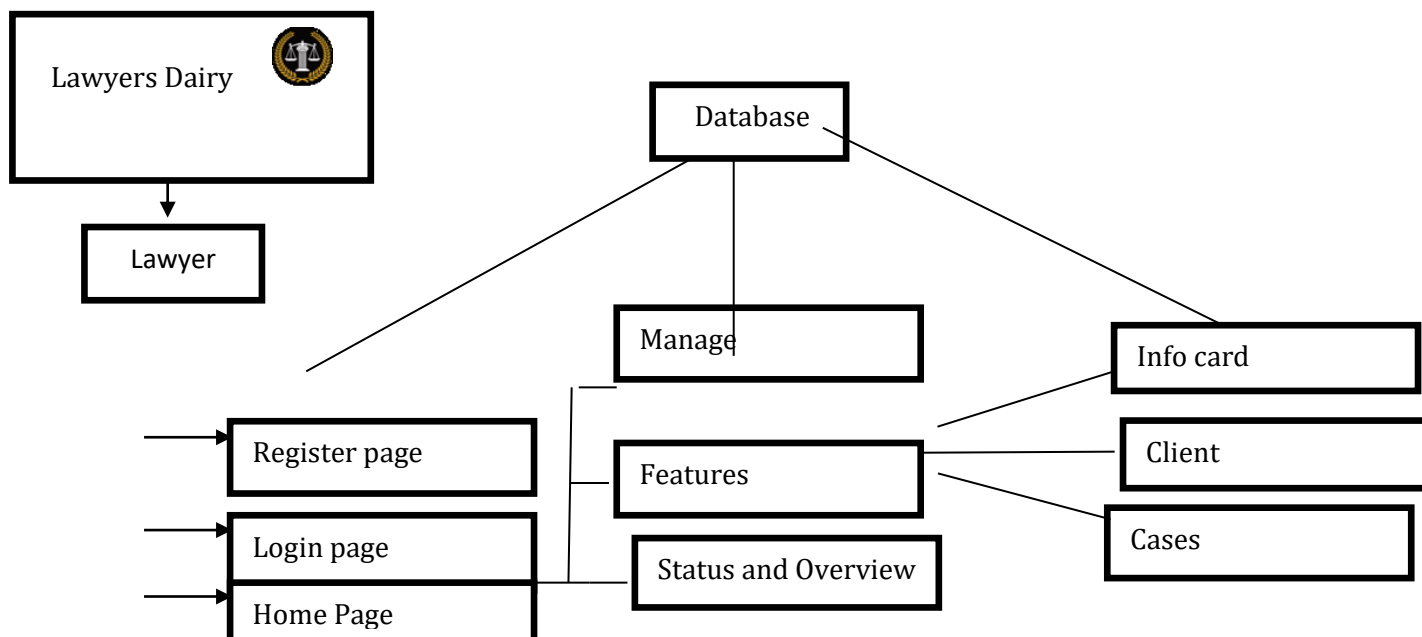 Lawyers Dairy
Database
Lawyer
Manage
Info card
Register page
Features
Client
Login page
Status and Overview
Cases
Home Page